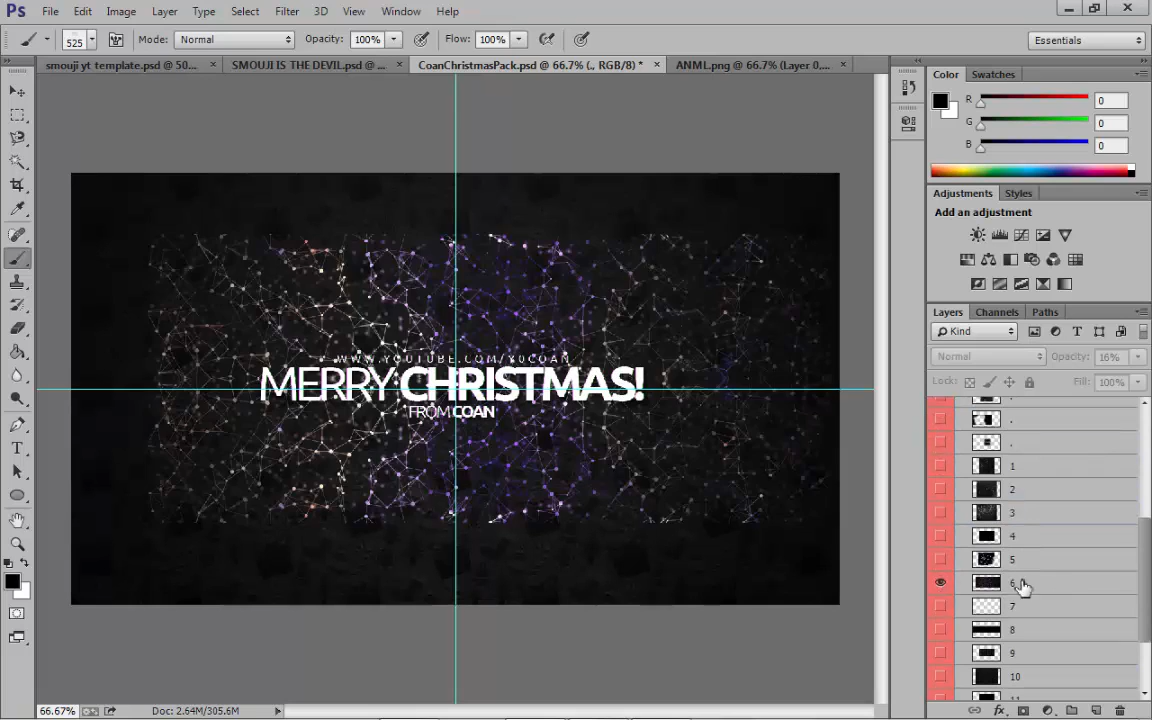 Ps File Edit Image Layer Type Select Filter 3D View Window Help
525 Mode: Normal Opacity: 100% Flow: 100% Essentials
smouji yt template.psd @ 50... × SMOUJI IS THE DEVIL.psd @ ... × CoanChristmasPack.psd @ 66.7% (., RGB/8) * × ANML.png @ 66.7% (Layer 0,... ×
Color Swatches
R 0
G 0
B 0
Adjustments Styles
Add an adjustment
Layers Channels Paths
Kind
Normal Opacity: 16%
Lock: Fill: 100%
.
.
.
1
2
3
4
5
6
7
8
9
10
WWW.YOUTUBE.COM/Y0COAN
MERRY CHRISTMAS!
FROM COAN
66.67% Doc: 2.64M/305.6M